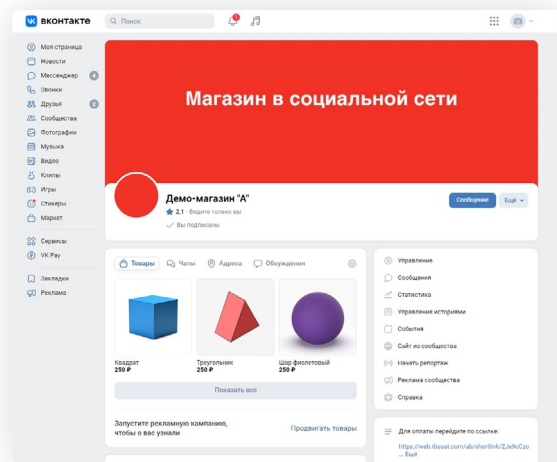 вконтакте
Поиск
1
Моя страница
Новости
Мессенджер 4
Звонки
Друзья 2
Сообщества
Фотографии
Музыка
Видео
Клипы
Игры
Стикеры
Маркет
Сервисы
VK Pay
Закладки
Реклама
Магазин в социальной сети
Демо-магазин "А"
2,1 · Видите только вы
Вы подписаны
Сообщение
Ещё
Товары Чаты Адреса Обсуждения
Квадрат Треугольник Шар фиолетовый
250 ₽ 250 ₽ 250 ₽
Показать все
Запустите рекламную кампанию,
чтобы о вас узнали
Продвигать товары
Управление
Сообщения
Статистика
Управление историями
События
Сайт из сообщества
Начать репортаж
Реклама сообщества
Справка
Для оплаты перейдите по ссылке:
https://web.rbsuat.com/ab/shortlink/ZJe9cCzo
... Ещё